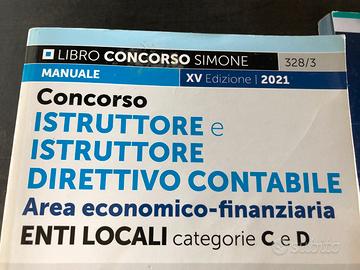 LIBRO CONCORSO SIMONE 328/3
MANUALE XV Edizione | 2021
Concorso
ISTRUTTORE e
ISTRUTTORE
DIRETTIVO CONTABILE
Area economico-finanziaria
ENTI LOCALI categorie C e D
subito